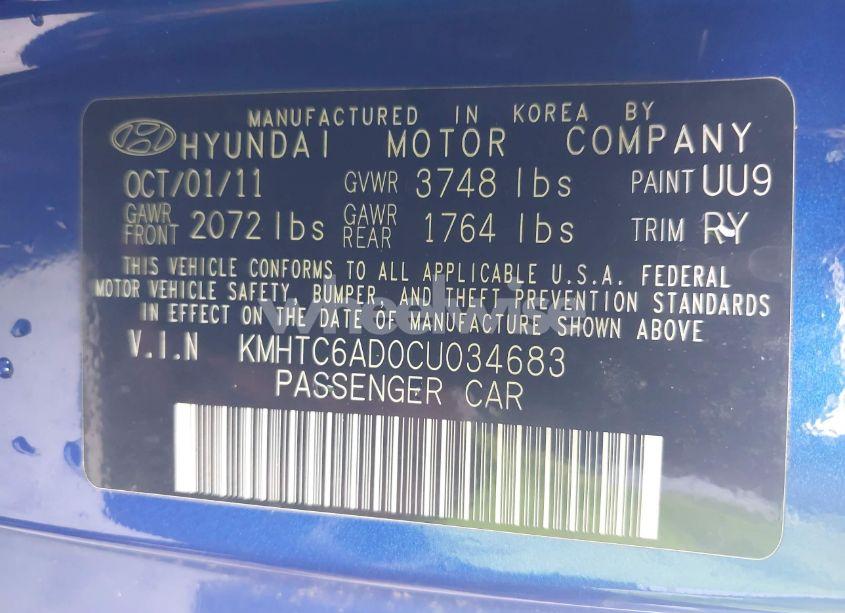 MANUFACTURED IN KOREA BY
HYUNDAI MOTOR COMPANY
OCT/01/11 GVWR 3748 lbs PAINT UU9
GAWR FRONT 2072 lbs GAWR REAR 1764 lbs TRIM RY
THIS VEHICLE CONFORMS TO ALL APPLICABLE U.S.A. FEDERAL
MOTOR VEHICLE SAFETY, BUMPER, AND THEFT PREVENTION STANDARDS
IN EFFECT ON THE DATE OF MANUFACTURE SHOWN ABOVE
V.I.N KMHTC6AD0CU034683
PASSENGER CAR